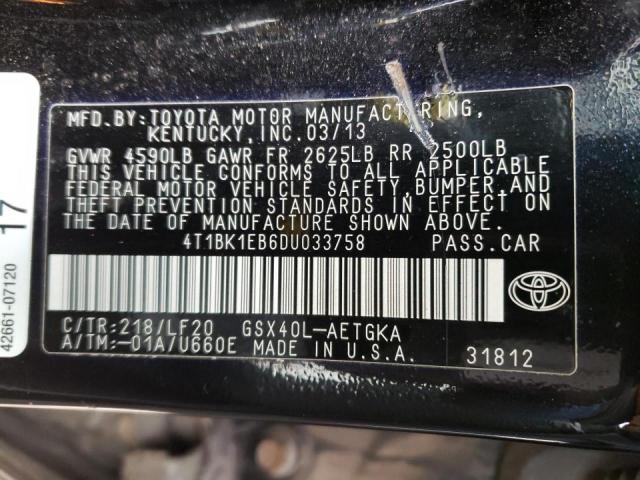 MFD.BY:TOYOTA MOTOR MANUFACTURING,
KENTUCKY, INC. 03/13
GVWR 4590LB GAWR FR 2625LB RR 2500LB
THIS VEHICLE CONFORMS TO ALL APPLICABLE
FEDERAL MOTOR VEHICLE SAFETY, BUMPER, AND
THEFT PREVENTION STANDARDS IN EFFECT ON
THE DATE OF MANUFACTURE SHOWN ABOVE.
4T1BK1EB6DU033758 PASS.CAR
C/TR:218/LF20 GSX40L-AETGKA
A/TM:-01A/U660E MADE IN U.S.A. 31812
17
42661-07120